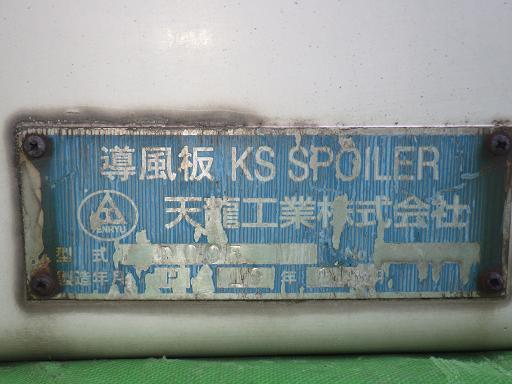 導風板 KS SPOILER
TENRYU
天龍工業株式会社
型式 No.
製造年月 年